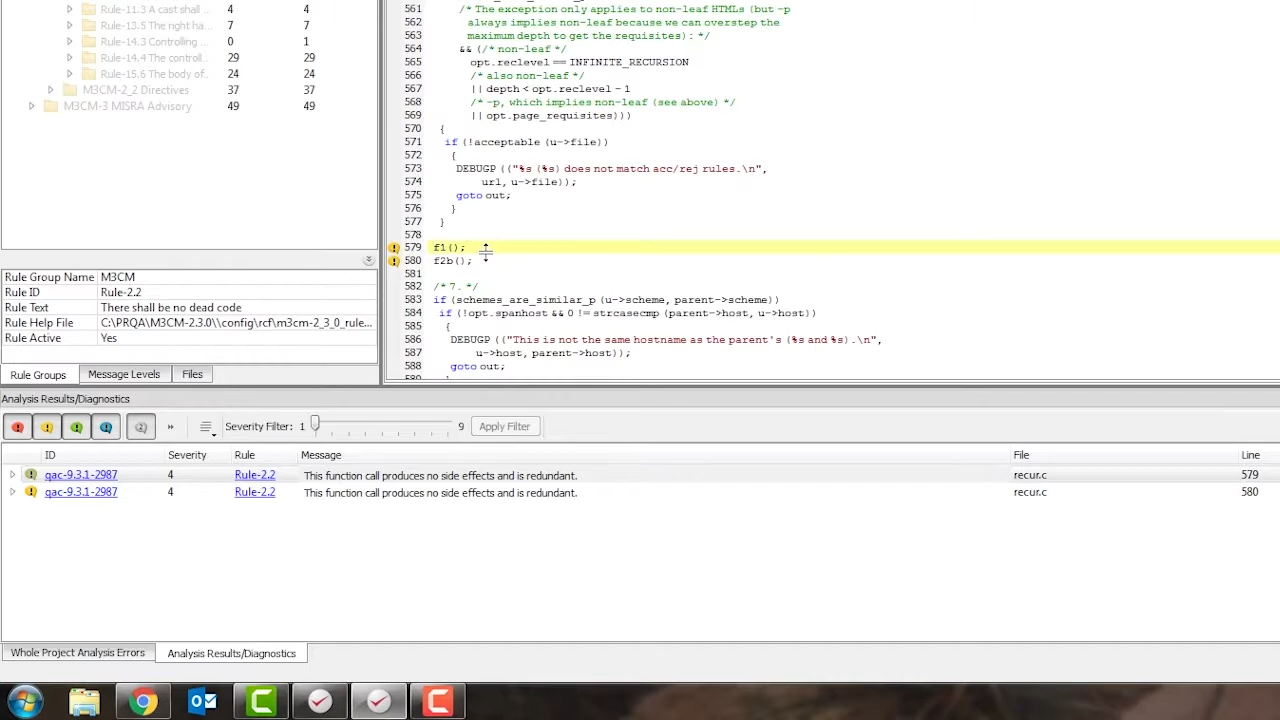 Rule-11.3 A cast shall ... 4 4
Rule-13.5 The right ha... 7 7
Rule-14.3 Controlling ... 0 1
Rule-14.4 The controll... 29 29
Rule-15.6 The body of... 24 24
M3CM-2_2 Directives 37 37
M3CM-3 MISRA Advisory 49 49
Rule Group Name M3CM
Rule ID Rule-2.2
Rule Text There shall be no dead code
Rule Help File C:\PRQA\M3CM-2.3.0\\config\rcf\m3cm-2_3_0_rule...
Rule Active Yes
Rule Groups Message Levels Files
561 /* The exception only applies to non-leaf HTMLs (but -p
562 always implies non-leaf because we can overstep the
563 maximum depth to get the requisites): */
564 && (/* non-leaf */
565 opt.reclevel == INFINITE_RECURSION
566 /* also non-leaf */
567 || depth < opt.reclevel - 1
568 /* -p, which implies non-leaf (see above) */
569 || opt.page_requisites)))
570 {
571 if (!acceptable (u->file))
572 {
573 DEBUGP (("%s (%s) does not match acc/rej rules.\n",
574 url, u->file));
575 goto out;
576 }
577 }
578
579 f1();
580 f2b();
581
582 /* 7. */
583 if (schemes_are_similar_p (u->scheme, parent->scheme))
584 if (!opt.spanhost && 0 != strcasecmp (parent->host, u->host))
585 {
586 DEBUGP (("This is not the same hostname as the parent's (%s and %s).\n",
587 u->host, parent->host));
588 goto out;
Analysis Results/Diagnostics
» Severity Filter: 1 9 Apply Filter
ID Severity Rule Message File Line
qac-9.3.1-2987 4 Rule-2.2 This function call produces no side effects and is redundant. recur.c 579
qac-9.3.1-2987 4 Rule-2.2 This function call produces no side effects and is redundant. recur.c 580
Whole Project Analysis Errors Analysis Results/Diagnostics